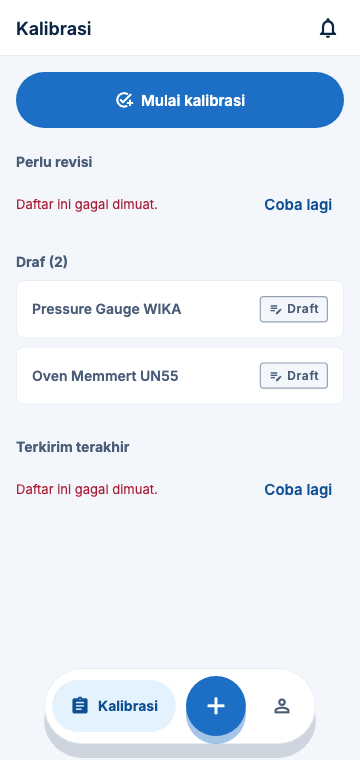 Kalibrasi
Mulai kalibrasi
Perlu revisi
Daftar ini gagal dimuat.
Coba lagi
Draf (2)
Pressure Gauge WIKA
Draft
Oven Memmert UN55
Draft
Terkirim terakhir
Daftar ini gagal dimuat.
Coba lagi
Kalibrasi